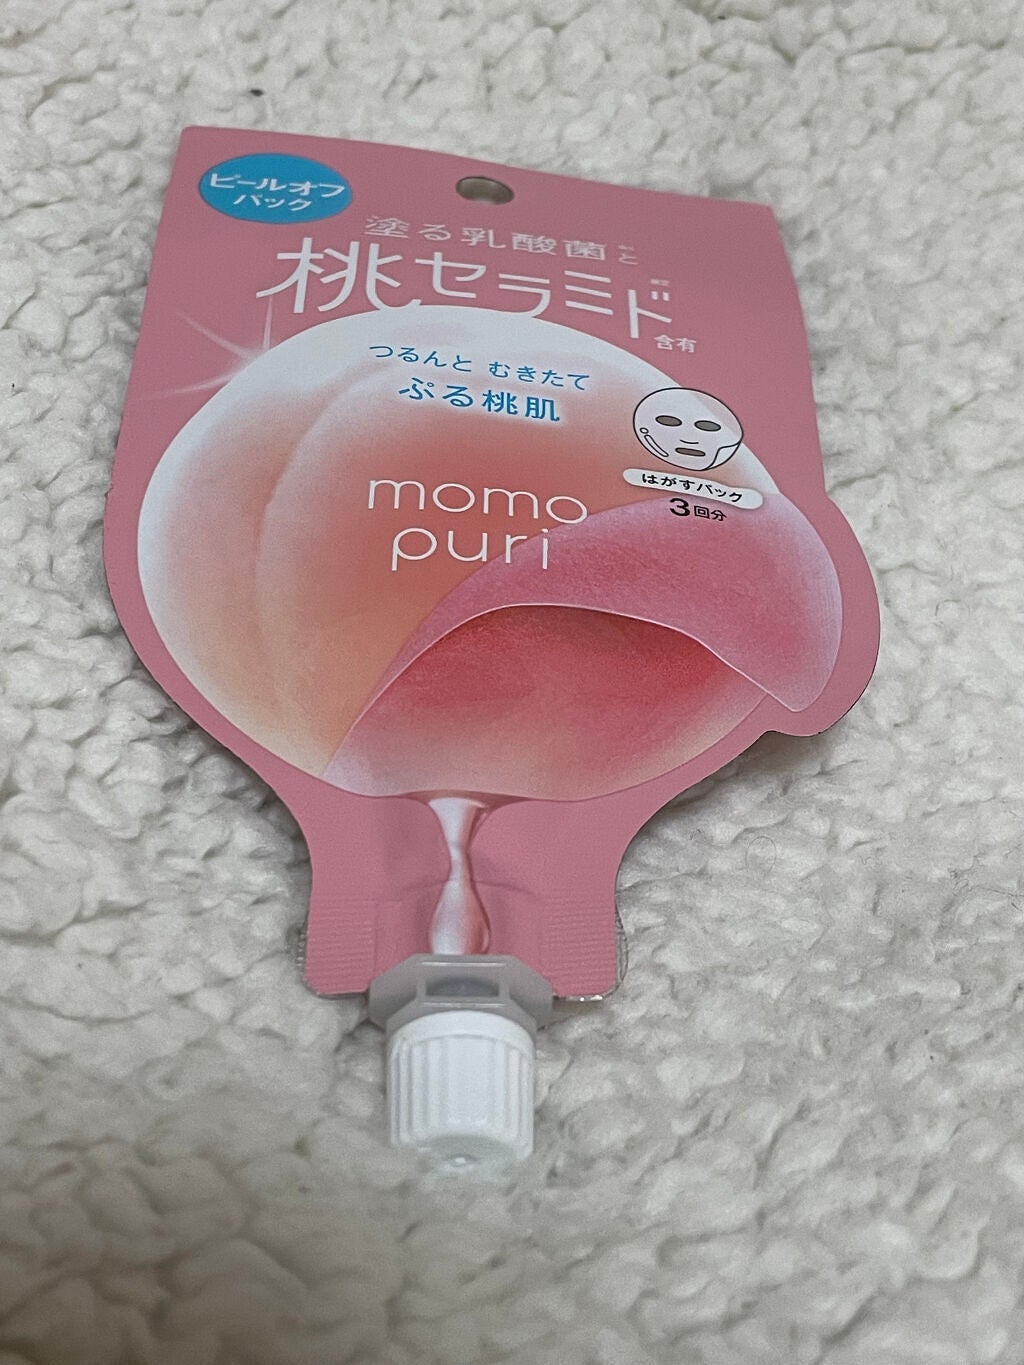 ピールオフ
パック
塗る乳酸菌と
桃セラミド
含有
つるんと むきたて
ぷる桃肌
momo
puri
はがすパック
3回分